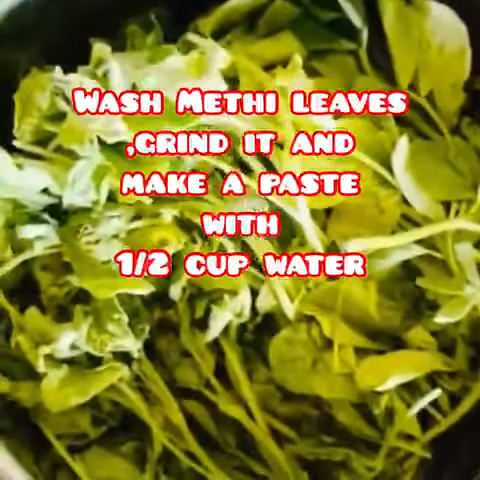 Wash Methi leaves
,grind it and
make a paste
with
1/2 cup water